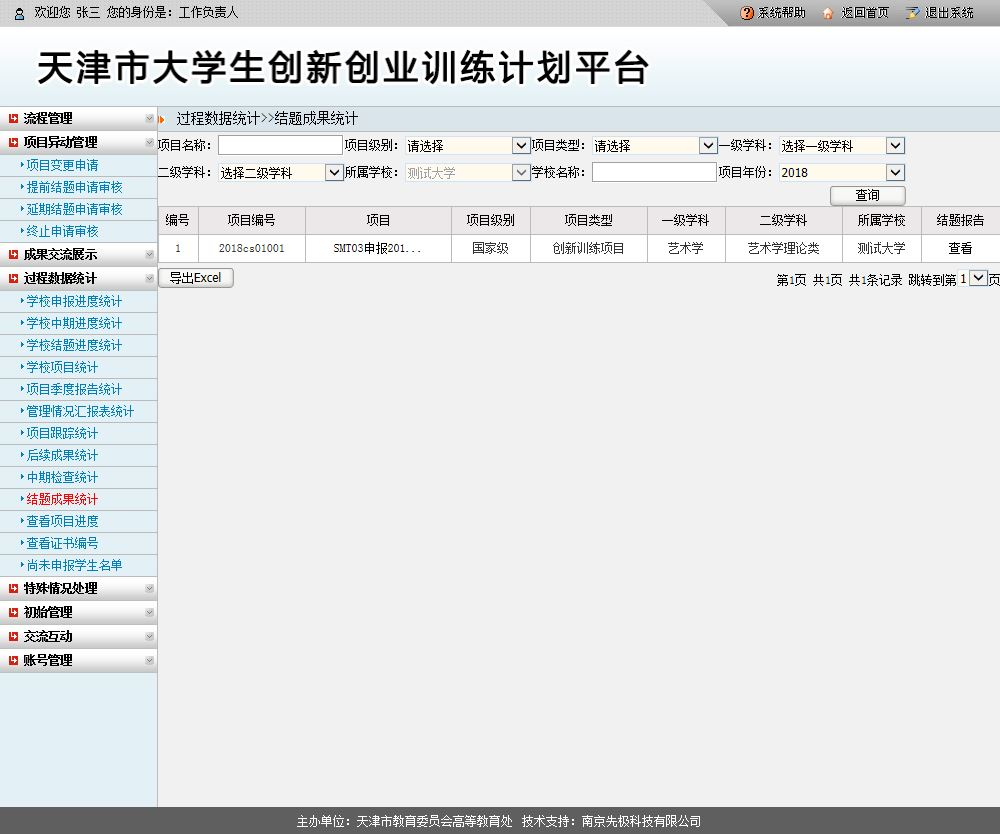 欢迎您 张三 您的身份是：工作负责人
系统帮助 返回首页 退出系统
天津市大学生创新创业训练计划平台
流程管理
项目异动管理
项目变更申请
提前结题申请审核
延期结题申请审核
终止申请审核
成果交流展示
过程数据统计
学校申报进度统计
学校中期进度统计
学校结题进度统计
学校项目统计
项目季度报告统计
管理情况汇报表统计
项目跟踪统计
后续成果统计
中期检查统计
结题成果统计
查看项目进度
查看证书编号
尚未申报学生名单
特殊情况处理
初始管理
交流互动
账号管理
过程数据统计>>结题成果统计
项目名称： 项目级别： 请选择 项目类型： 请选择 一级学科： 选择一级学科
二级学科： 选择二级学科 所属学校： 测试大学 学校名称： 项目年份： 2018
查询
编号 项目编号 项目 项目级别 项目类型 一级学科 二级学科 所属学校 结题报告
1 2018cs01001 SMT03申报201... 国家级 创新训练项目 艺术学 艺术学理论类 测试大学 查看
导出Excel 第1页 共1页 共1条记录 跳转到第 1 页
主办单位：天津市教育委员会高等教育处 技术支持：南京先极科技有限公司